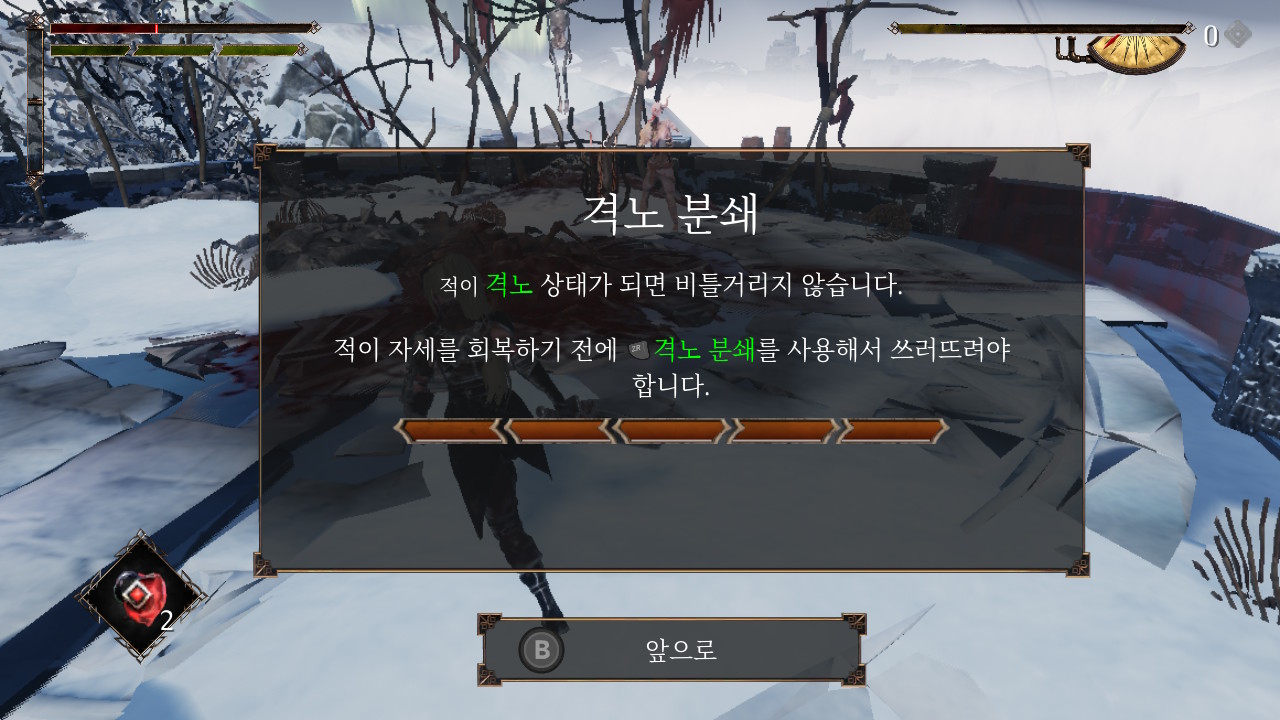 0
격노 분쇄
적이 격노 상태가 되면 비틀거리지 않습니다.
적이 자세를 회복하기 전에 ZR 격노 분쇄를 사용해서 쓰러뜨려야
합니다.
2
B 앞으로